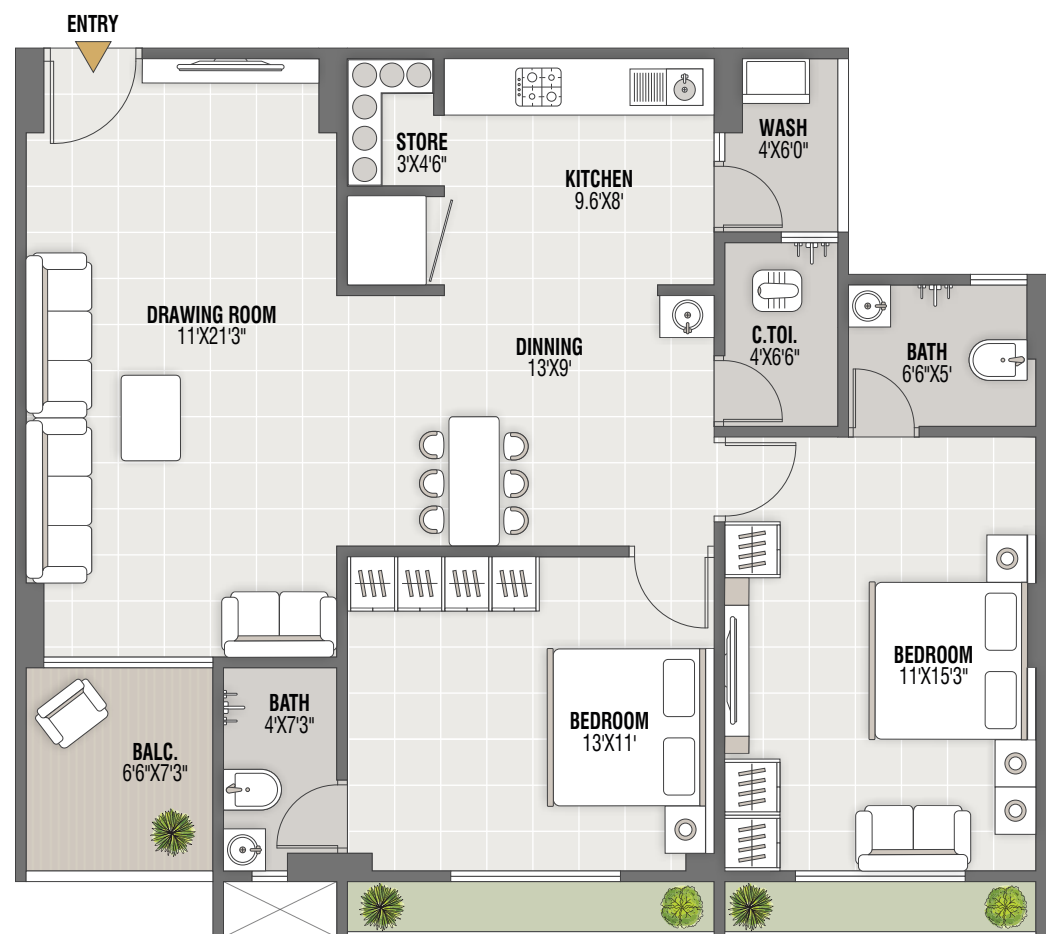 ENTRY
STORE
3'X4'6"
WASH
4'X6'0"
KITCHEN
9.6'X8'
DRAWING ROOM
11'X21'3"
DINNING
13'X9'
C.TOI.
4'X6'6"
BATH
6'6"X5'
BEDROOM
11'X15'3"
BATH
4'X7'3"
BEDROOM
13'X11'
BALC.
6'6"X7'3"